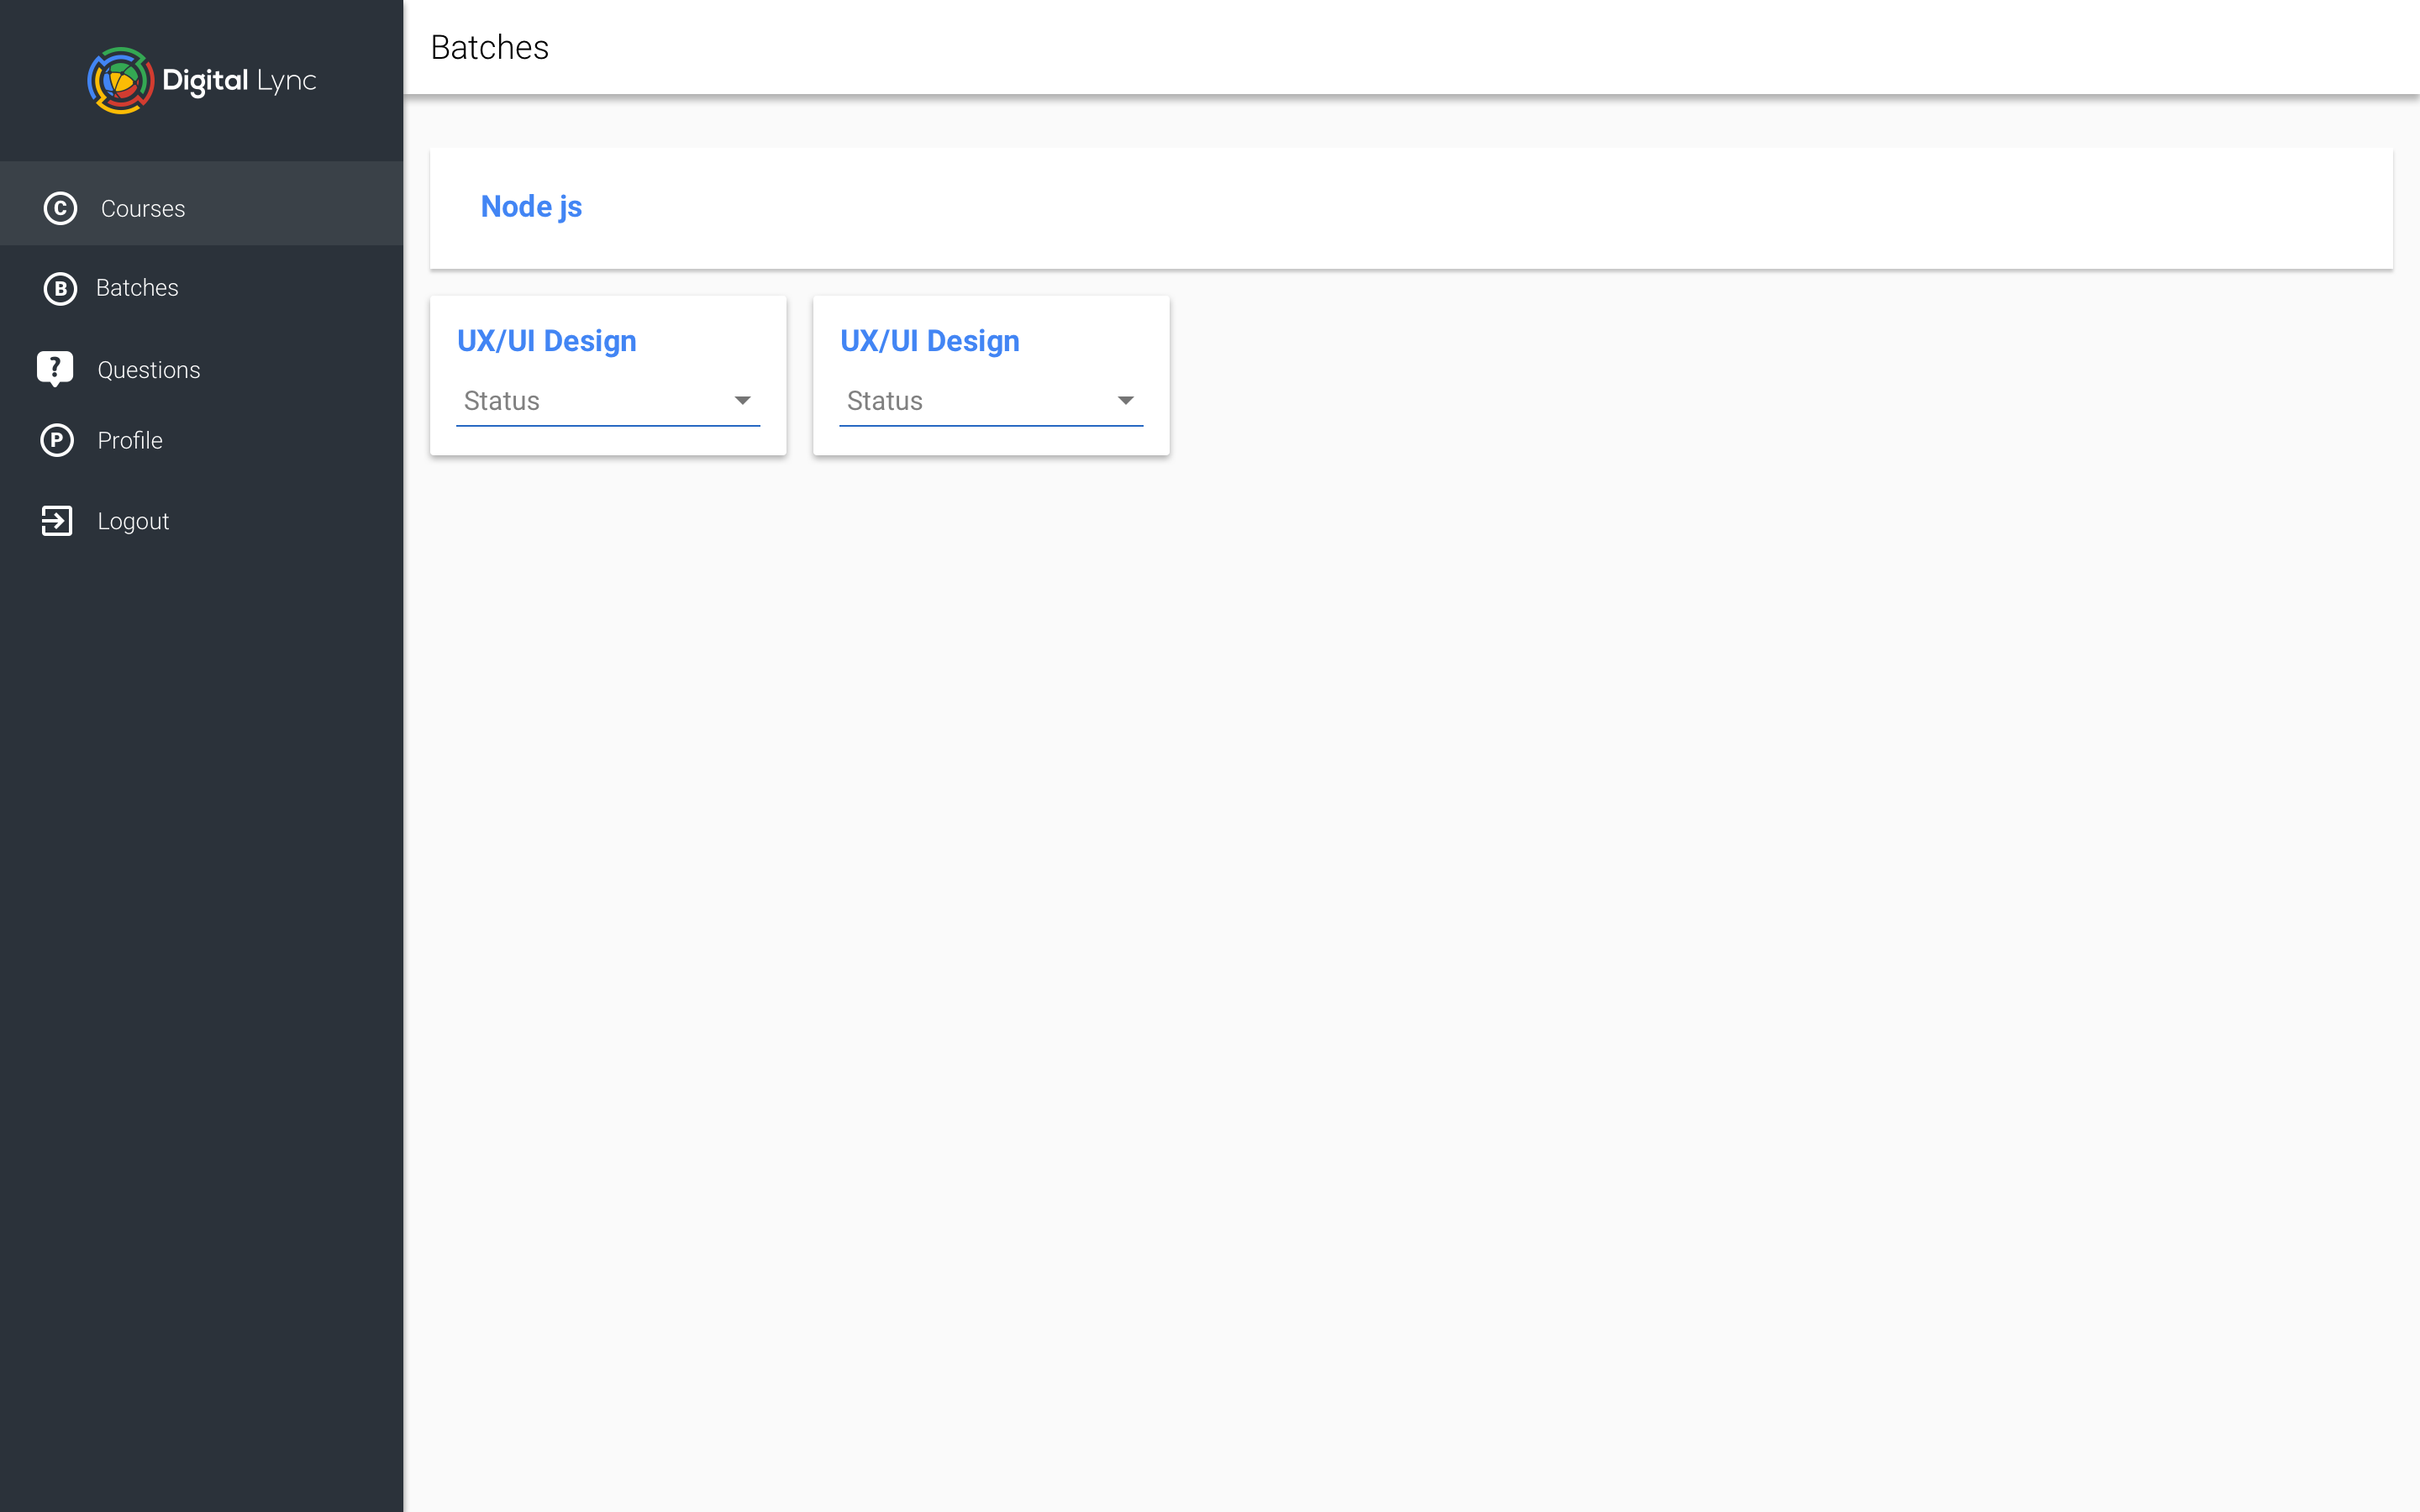 Digital Lync
Batches
C Courses
B Batches
? Questions
P Profile
Logout
Node js
UX/UI Design
Status
UX/UI Design
Status